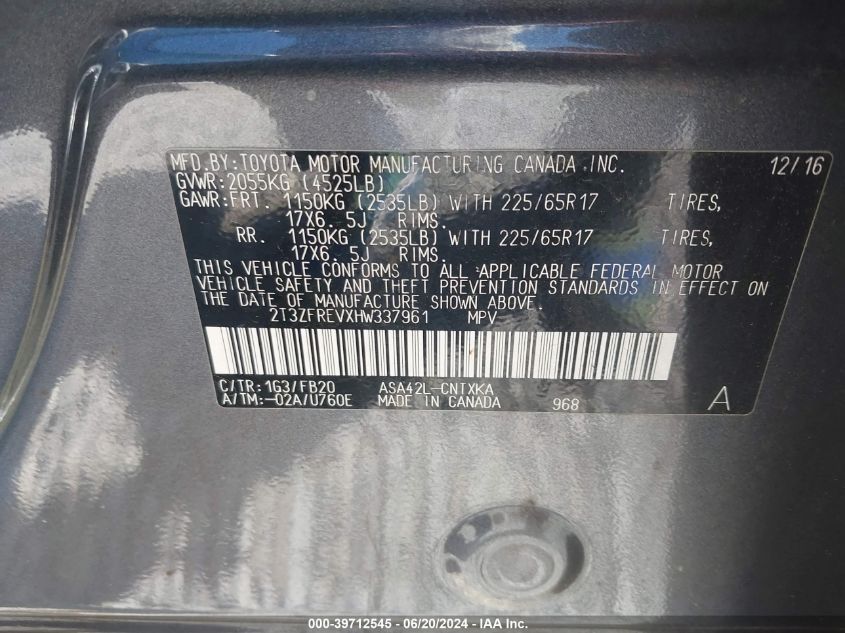 MFD.BY:TOYOTA MOTOR MANUFACTURING CANADA INC. 12/16
GVWR:2055KG (4525LB)
GAWR:FRT. 1150KG (2535LB) WITH 225/65R17 TIRES,
17X6.5J RIMS.
RR. 1150KG (2535LB) WITH 225/65R17 TIRES,
17X6.5J RIMS.
THIS VEHICLE CONFORMS TO ALL APPLICABLE FEDERAL MOTOR
VEHICLE SAFETY AND THEFT PREVENTION STANDARDS IN EFFECT ON
THE DATE OF MANUFACTURE SHOWN ABOVE.
2T3ZFREVXHW337961 MPV
C/TR:1G3/FB20 ASA42L-CNTXKA
A/TM:-02A/U760E MADE IN CANADA 968 A
000-39712545 - 06/20/2024 - IAA Inc.